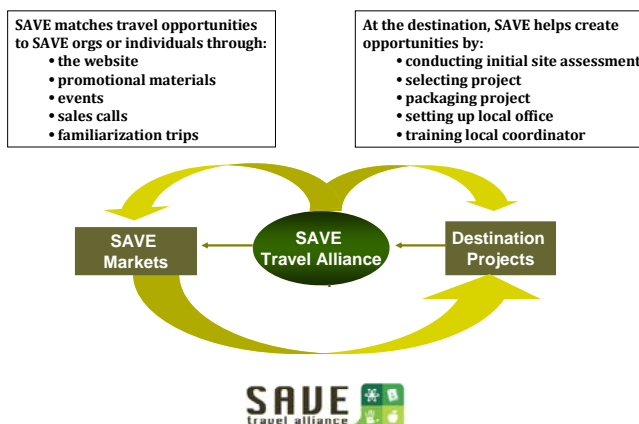 SAVE matches travel opportunities
to SAVE orgs or individuals through:
• the website
• promotional materials
• events
• sales calls
• familiarization trips
At the destination, SAVE helps create
opportunities by:
• conducting initial site assessment
• selecting project
• packaging project
• setting up local office
• training local coordinator
SAVE
Markets
SAVE
Travel Alliance
Destination
Projects
SAVE
travel alliance